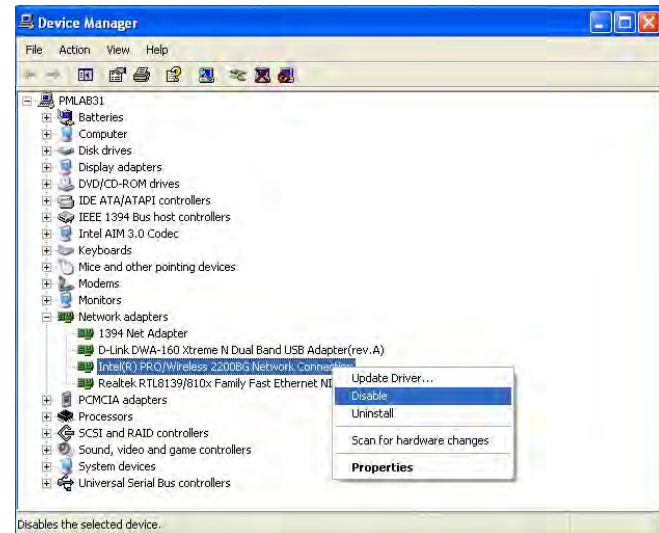 Device Manager
File Action View Help
PMLAB31
Batteries
Computer
Disk drives
Display adapters
DVD/CD-ROM drives
IDE ATA/ATAPI controllers
IEEE 1394 Bus host controllers
Intel AIM 3.0 Codec
Keyboards
Mice and other pointing devices
Modems
Monitors
Network adapters
1394 Net Adapter
D-Link DWA-160 Xtreme N Dual Band USB Adapter(rev.A)
Intel(R) PRO/Wireless 2200BG Network Connection
Realtek RTL8139/810x Family Fast Ethernet NI
PCMCIA adapters
Processors
SCSI and RAID controllers
Sound, video and game controllers
System devices
Universal Serial Bus controllers
Update Driver...
Disable
Uninstall
Scan for hardware changes
Properties
Disables the selected device.